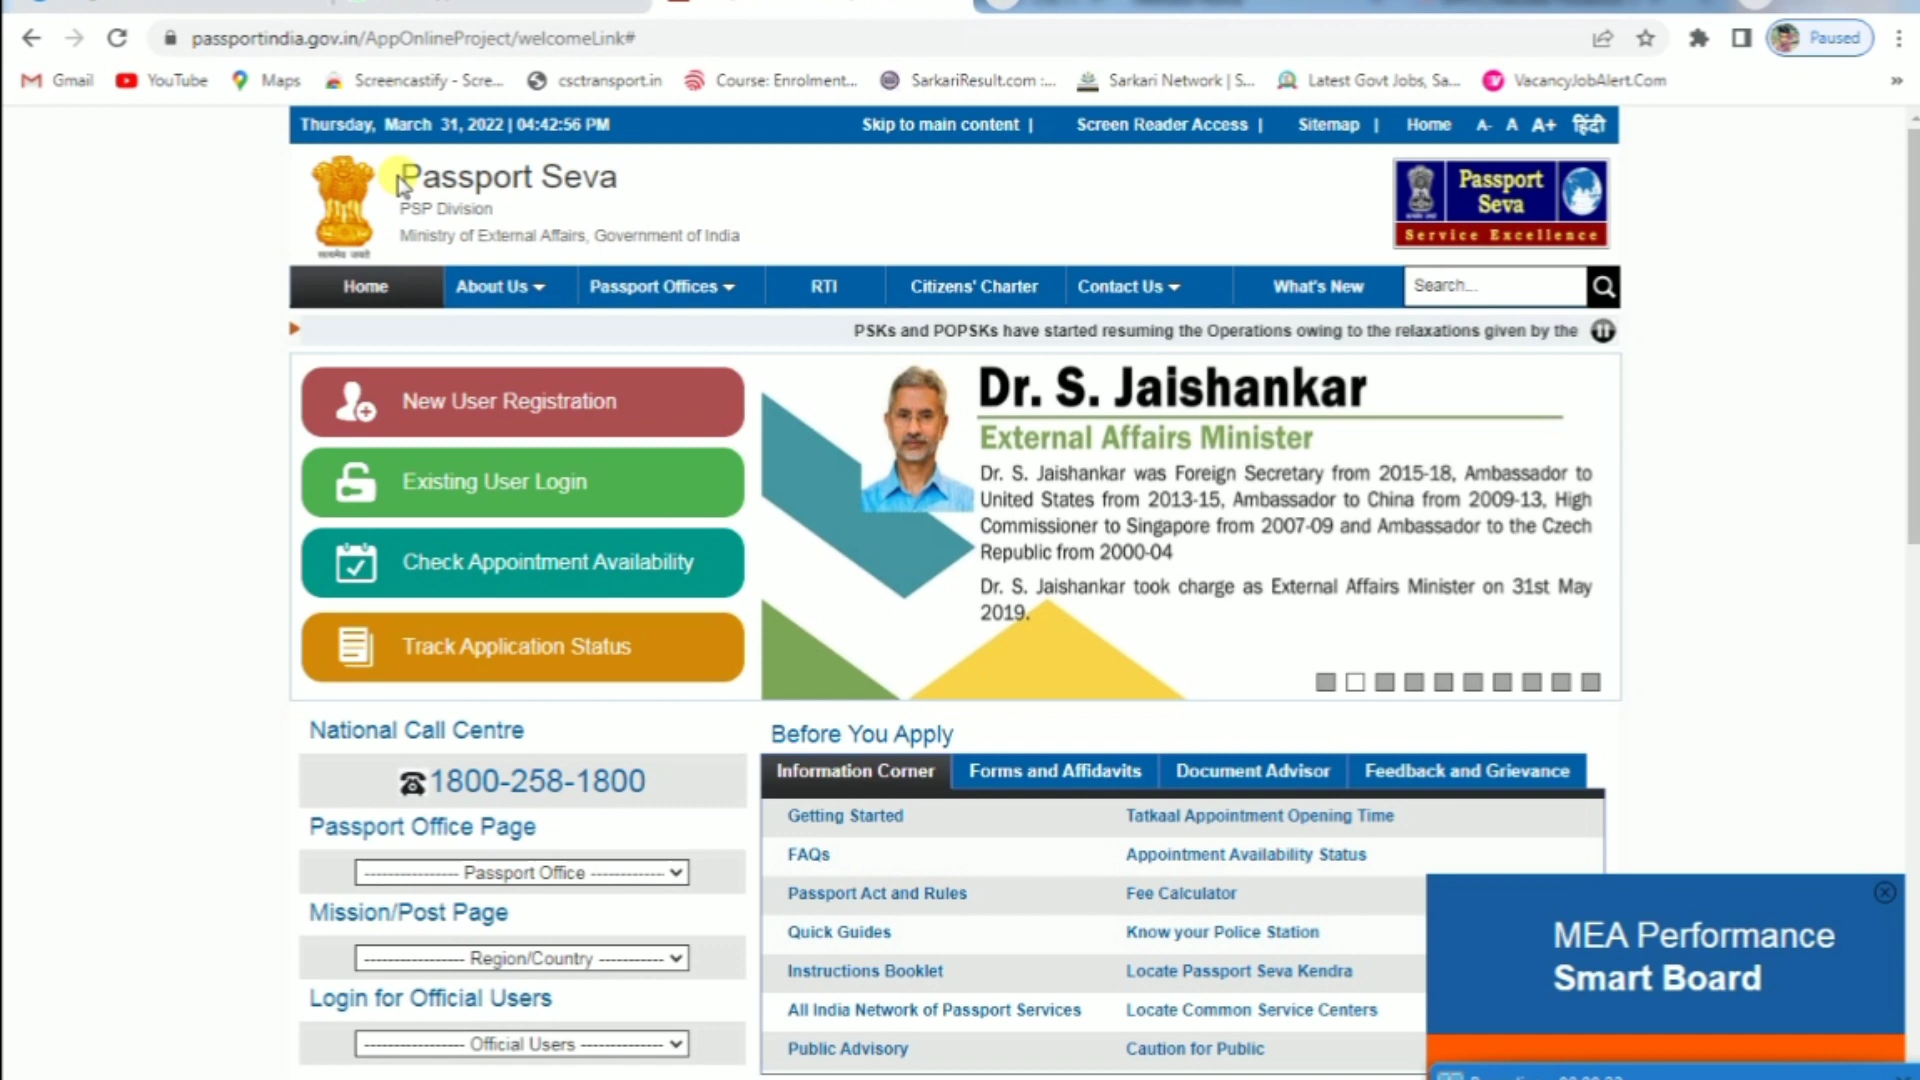 passportindia.gov.in/AppOnlineProject/welcomeLink#
Paused
Gmail
YouTube
Maps
Screencastify - Scre...
csctransport.in
Course: Enrolment...
SarkariResult.com :...
Sarkari Network | S...
Latest Govt Jobs, Sa...
VacancyJobAlert.Com
»
Thursday, March 31, 2022 | 04:42:56 PM
Skip to main content |
Screen Reader Access |
Sitemap |
Home
A- A A+ हिंदी
Passport Seva
PSP Division
Ministry of External Affairs, Government of India
सत्यमेव जयते
Passport
Seva
Service Excellence
Home
About Us
Passport Offices
RTI
Citizens' Charter
Contact Us
What's New
Search...
PSKs and POPSKs have started resuming the Operations owing to the relaxations given by the
New User Registration
Existing User Login
Check Appointment Availability
Track Application Status
Dr. S. Jaishankar
External Affairs Minister
Dr. S. Jaishankar was Foreign Secretary from 2015-18, Ambassador to
United States from 2013-15, Ambassador to China from 2009-13, High
Commissioner to Singapore from 2007-09 and Ambassador to the Czech
Republic from 2000-04
Dr. S. Jaishankar took charge as External Affairs Minister on 31st May
2019.
National Call Centre
1800-258-1800
Passport Office Page
---------------- Passport Office -------------
Mission/Post Page
----------------- Region/Country -----------
Login for Official Users
----------------- Official Users --------------
Before You Apply
Information Corner
Forms and Affidavits
Document Advisor
Feedback and Grievance
Getting Started
Tatkaal Appointment Opening Time
FAQs
Appointment Availability Status
Passport Act and Rules
Fee Calculator
Quick Guides
Know your Police Station
Instructions Booklet
Locate Passport Seva Kendra
All India Network of Passport Services
Locate Common Service Centers
Public Advisory
Caution for Public
MEA Performance
Smart Board